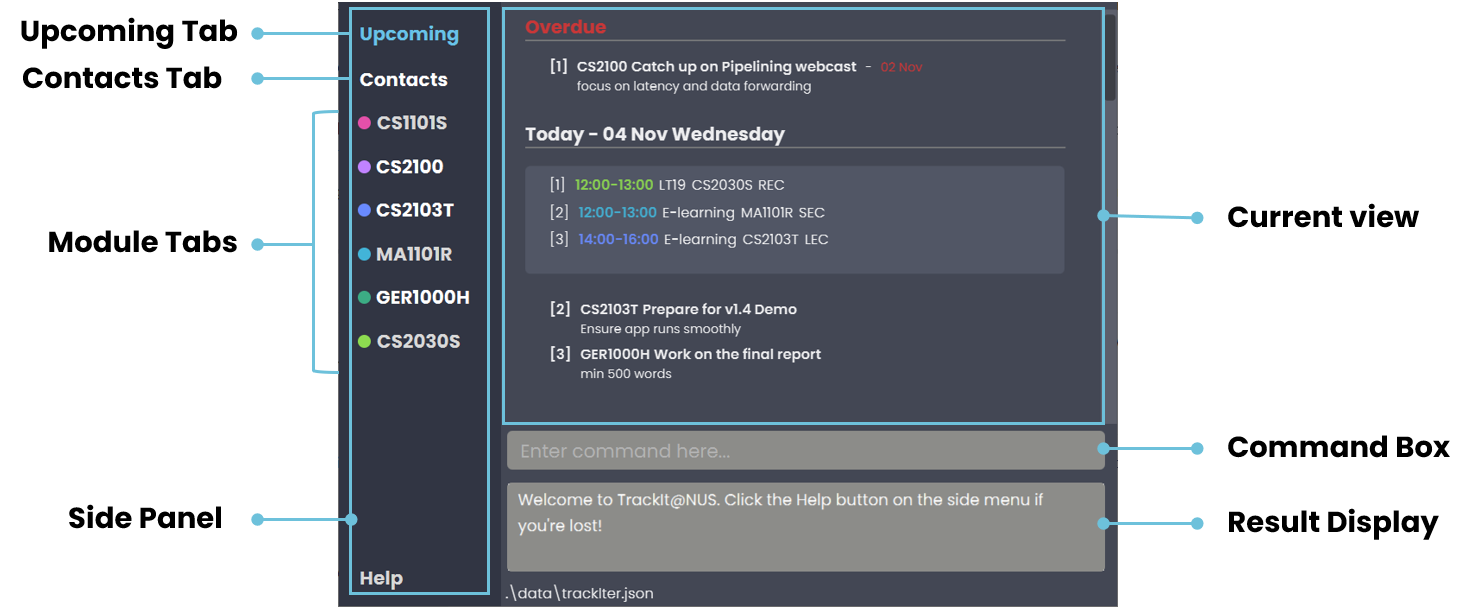 Upcoming Tab
Contacts Tab
Module Tabs
Side Panel
Upcoming
Contacts
CS1101S
CS2100
CS2103T
MA1101R
GER1000H
CS2030S
Help
Overdue
[1] CS2100 Catch up on Pipelining webcast - 02 Nov
focus on latency and data forwarding
Today - 04 Nov Wednesday
[1] 12:00-13:00 LT19 CS2030S REC
[2] 12:00-13:00 E-learning MA1101R SEC
[3] 14:00-16:00 E-learning CS2103T LEC
[2] CS2103T Prepare for v1.4 Demo
Ensure app runs smoothly
[3] GER1000H Work on the final report
min 500 words
Enter command here...
Welcome to TrackIt@NUS. Click the Help button on the side menu if
you're lost!
.\data\trackIter.json
Current view
Command Box
Result Display